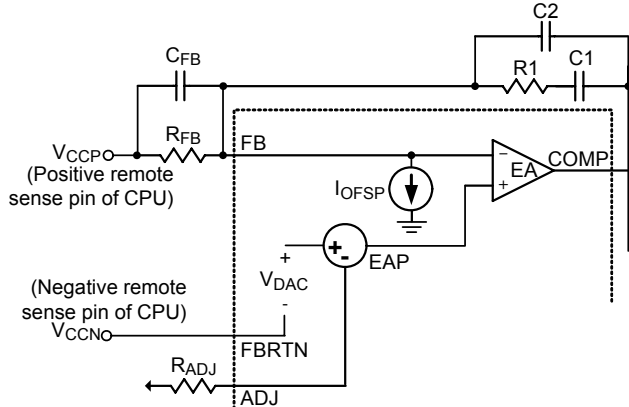 C2
CFB
R1
C1
RFB
FB
VCCP
(Positive remote
sense pin of CPU)
IOFSP
−
+
EA
COMP
+
-
EAP
+
VDAC
-
(Negative remote
sense pin of CPU)
VCCN
FBRTN
RADJ
ADJ